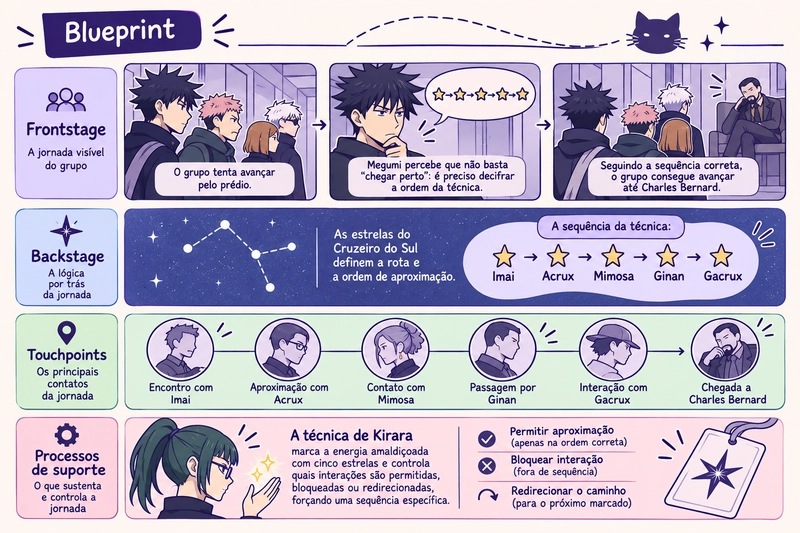 Blueprint
Frontstage
A jornada visível
do grupo
O grupo tenta avançar
pelo prédio.
Megumi percebe que não basta
“chegar perto”: é preciso decifrar
a ordem da técnica.
Seguindo a sequência correta,
o grupo consegue avançar
até Charles Bernard.
Backstage
A lógica
por trás
da jornada
As estrelas do
Cruzeiro do Sul
definem a rota e
a ordem de aproximação.
A sequência da técnica:
Imai
Acrux
Mimosa
Ginan
Gacrux
Touchpoints
Os principais
contatos
da jornada
Encontro com
Imai
Aproximação com
Acrux
Contato com
Mimosa
Passagem por
Ginan
Interação com
Gacrux
Chegada a
Charles Bernard
Processos
de suporte
O que sustenta
e controla a
jornada
A técnica de Kirara
marca a energia amaldiçoada
com cinco estrelas e controla
quais interações são permitidas,
bloqueadas ou redirecionadas,
forçando uma sequência específica.
Permitir aproximação
(apenas na ordem correta)
Bloquear interação
(fora de sequência)
Redirecionar o caminho
(para o próximo marcado)